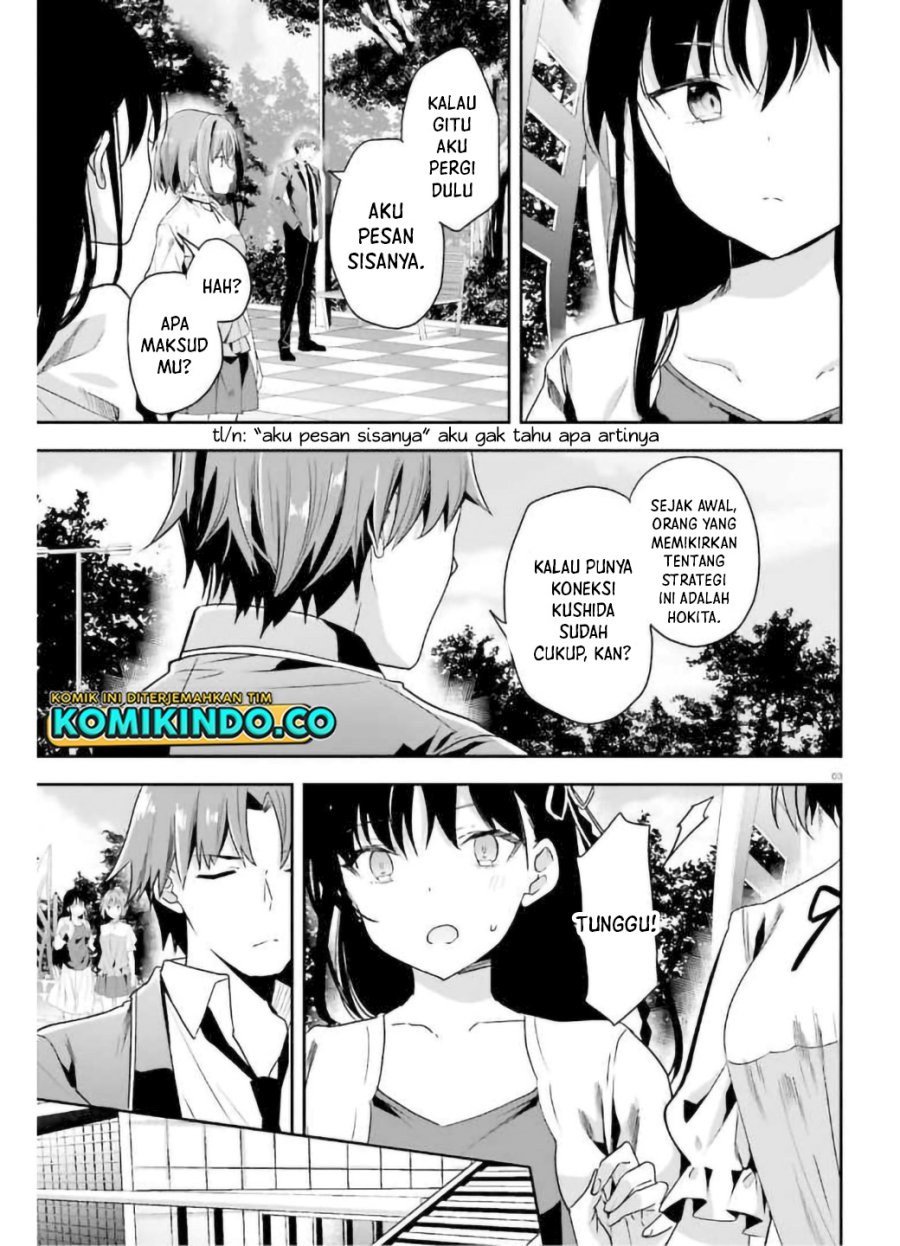 KALAU
GITU
AKU
PERGI
DULU
AKU
PESAN
SISANYA.
HAH?
APA
MAKSUD
MU?
tl/n: "aku pesan sisanya" aku gak tahu apa artinya
SEJAK AWAL,
ORANG YANG
MEMIKIRKAN
TENTANG
STRATEGI
INI ADALAH
HOKITA.
KALAU PUNYA
KONEKSI
KUSHIDA
SUDAH
CUKUP, KAN?
KOMIK INI DITERJEMAHKAN TIM
KOMIKINDO.CO
03
TUNGGU!